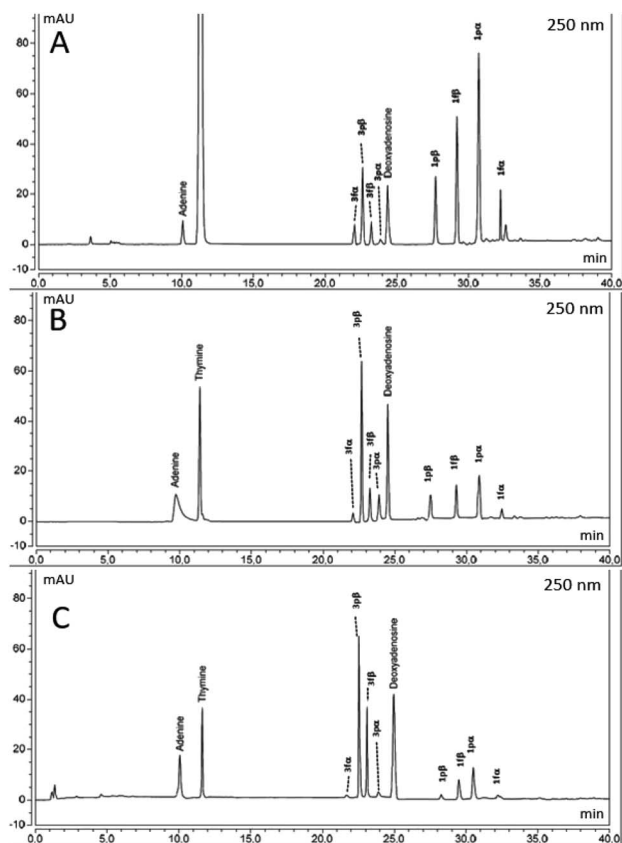 mAU
A
250 nm
80
60
40
20
0
-10
Adenine
3fα
3pβ
3fβ
3pα
Deoxyadenosine
1pβ
1fβ
1pα
1fα
min
0.0 5.0 10.0 15.0 20.0 25.0 30.0 35.0 40.0
mAU
B
250 nm
80
60
40
20
0
-10
Adenine
Thymine
3fα
3pβ
3fβ
3pα
Deoxyadenosine
1pβ
1fβ
1pα
1fα
min
0.0 5.0 10.0 15.0 20.0 25.0 30.0 35.0 40.0
mAU
C
250 nm
80
60
40
20
0
-10
Adenine
Thymine
3fα
3pβ
3fβ
3pα
Deoxyadenosine
1pβ
1fβ
1pα
1fα
min
0.0 5.0 10.0 15.0 20.0 25.0 30.0 35.0 40.0